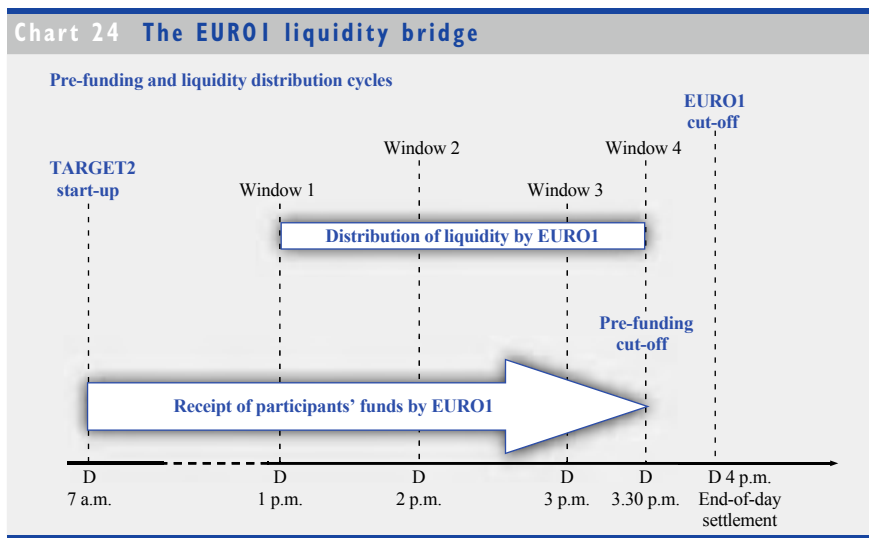 Chart 24 The EURO1 liquidity bridge
Pre-funding and liquidity distribution cycles
EURO1
cut-off
Window 2
Window 4
TARGET2
start-up
Window 1
Window 3
Distribution of liquidity by EURO1
Pre-funding
cut-off
Receipt of participants' funds by EURO1
D
7 a.m.
D
1 p.m.
D
2 p.m.
D
3 p.m.
D
3.30 p.m.
D 4 p.m.
End-of-day
settlement